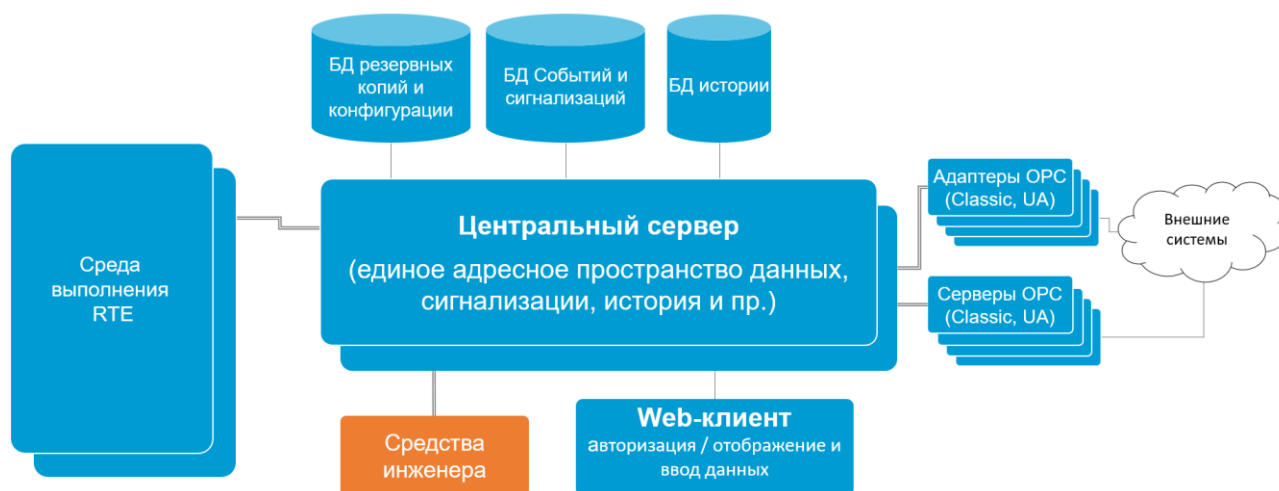 БД резервных
копий и
конфигурации
БД Событий и
сигнализаций
БД истории
Среда
выполнения
RTE
Центральный сервер
(единое адресное пространство данных,
сигнализации, история и пр.)
Адаптеры OPC
(Classic, UA)
Серверы OPC
(Classic, UA)
Внешние
системы
Средства
инженера
Web-клиент
авторизация / отображение и
ввод данных